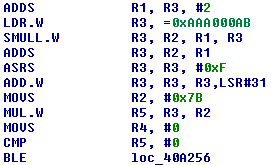 ADDS R1, R3, #2
LDR.W R3, =0xAAA000AB
SMULL.W R3, R2, R1, R3
ADDS R3, R2, R1
ASRS R3, R3, #0xF
ADD.W R3, R3, R3,LSR#31
MOVS R2, #0x7B
MUL.W R5, R3, R2
MOVS R4, #0
CMP R5, #0
BLE loc_40A256